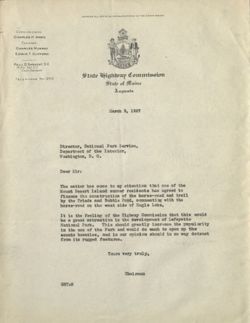 COMMISSIONERS
CHARLES MURRAY
State Highway Commission
State of Maine
Augusta
March 2, 1927
Director, National Park Service,
Department of the Interior,
Washington, D. C.
Dear Sir:
The matter has come to my attention that one of the
Mount Desert Island summer residents has agreed to
finance the construction of the horse-road and trail
by the Triads and Bubble Pond, connecting with the
horse-road on the west side of Eagle Lake.
It is the feeling of the Highway Commission that this would be
a great attraction in the development of Lafayette
National Park. This should greatly increase the popularity
in the use of the Park and would do much to open up the
scenic beauties, and in our opinion should in no way detract
from its rugged features.
Yours very truly,
Chairman